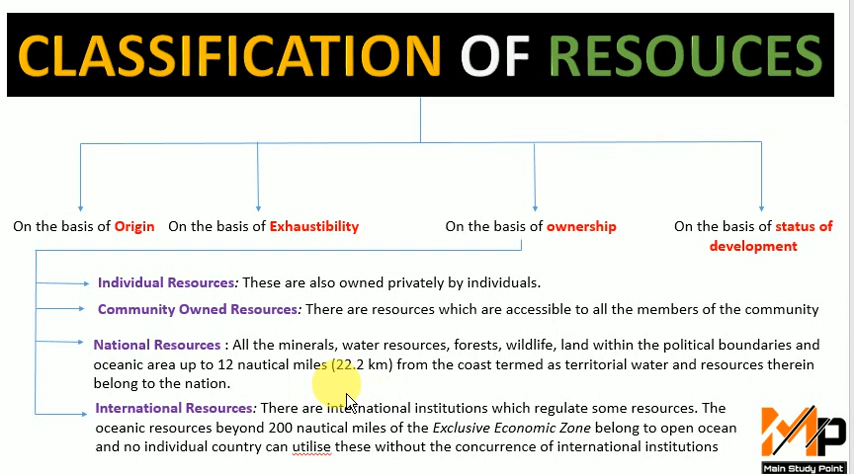 CLASSIFICATION OF RESOUCES
On the basis of Origin
On the basis of Exhaustibility
On the basis of ownership
On the basis of status of
development
Individual Resources: These are also owned privately by individuals.
Community Owned Resources: There are resources which are accessible to all the members of the community
National Resources : All the minerals, water resources, forests, wildlife, land within the political boundaries and
oceanic area up to 12 nautical miles (22.2 km) from the coast termed as territorial water and resources therein
belong to the nation.
International Resources: There are international institutions which regulate some resources. The
oceanic resources beyond 200 nautical miles of the Exclusive Economic Zone belong to open ocean
and no individual country can utilise these without the concurrence of international institutions
Mp
Main Study Point